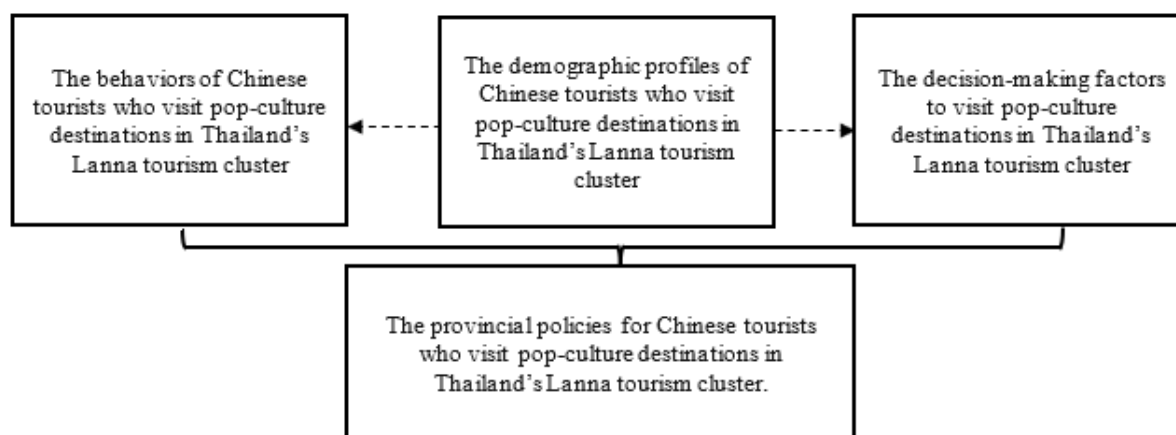 The behaviors of Chinese
tourists who visit pop-culture
destinations in Thailand's
Lanna tourism cluster
The demographic profiles of
Chinese tourists who visit
pop-culture destinations in
Thailand's Lanna tourism
cluster
The decision-making factors
to visit pop-culture
destinations in Thailand's
Lanna tourism cluster
The provincial policies for Chinese tourists
who visit pop-culture destinations in
Thailand's Lanna tourism cluster.